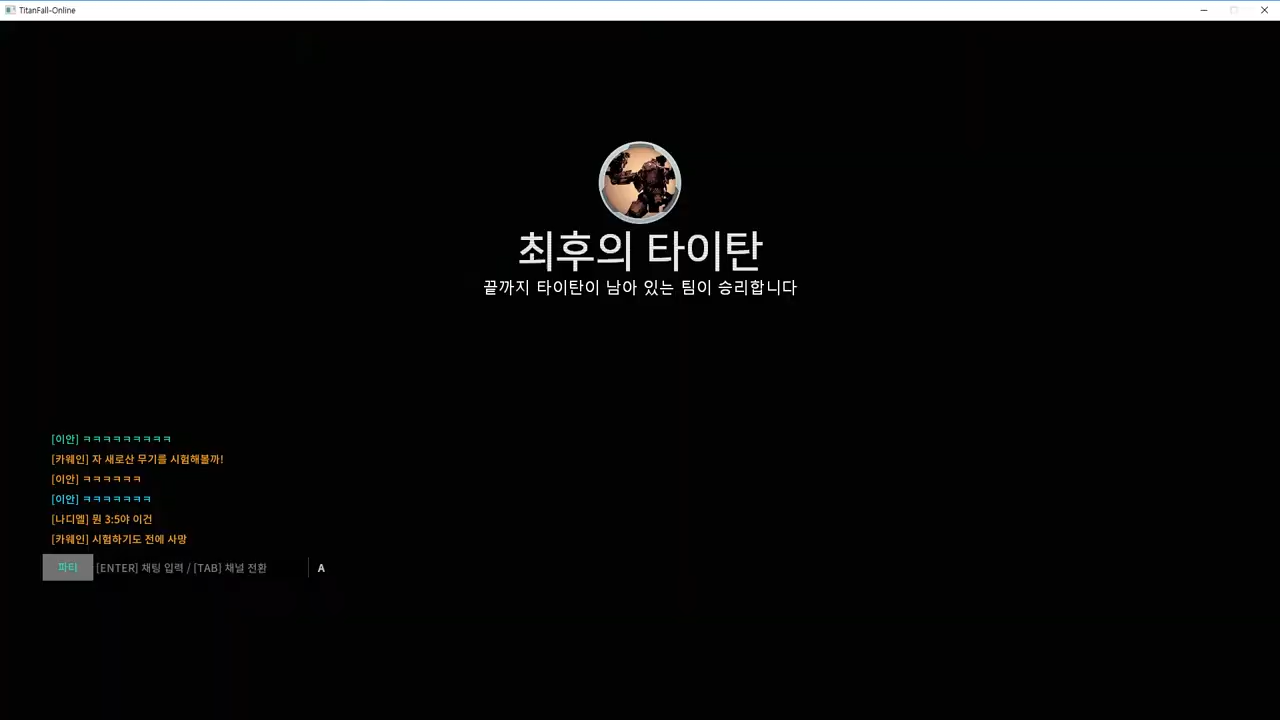 TitanFall-Online
최후의 타이탄
끝까지 타이탄이 남아 있는 팀이 승리합니다
[이안] ㅋㅋㅋㅋㅋㅋㅋㅋㅋ
[카웨인] 자 새로산 무기를 시험해볼까!
[이안] ㅋㅋㅋㅋㅋㅋ
[이안] ㅋㅋㅋㅋㅋㅋㅋ
[나디엘] 뭔 3:5야 이건
[카웨인] 시험하기도 전에 사망
파티 [ENTER] 채팅 입력 / [TAB] 채널 전환 A